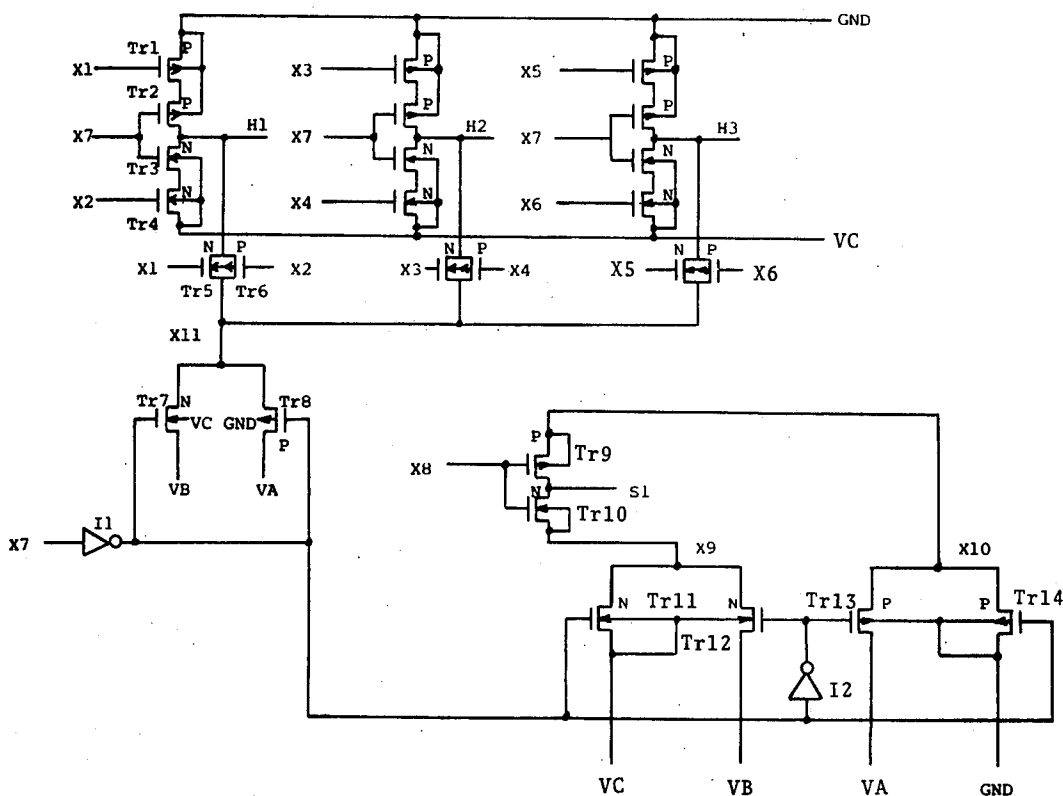 GND
Tr1 P
X1 X3 P X5 P
Tr2 P P P
X7 H1 X7 H2 X7 H3
Tr3 N N N
X2 N X4 N X6 N
Tr4
VC
N P N P N P
X1 X2 X3 X4 X5 X6
Tr5 Tr6
X11
Tr7 N Tr8
VC GND
P
VB VA
P Tr9
X8
N S1
Tr10
I1
X7
X9 X10
N Tr11 N Tr13 P P Tr14
Tr12
I2
VC VB VA GND